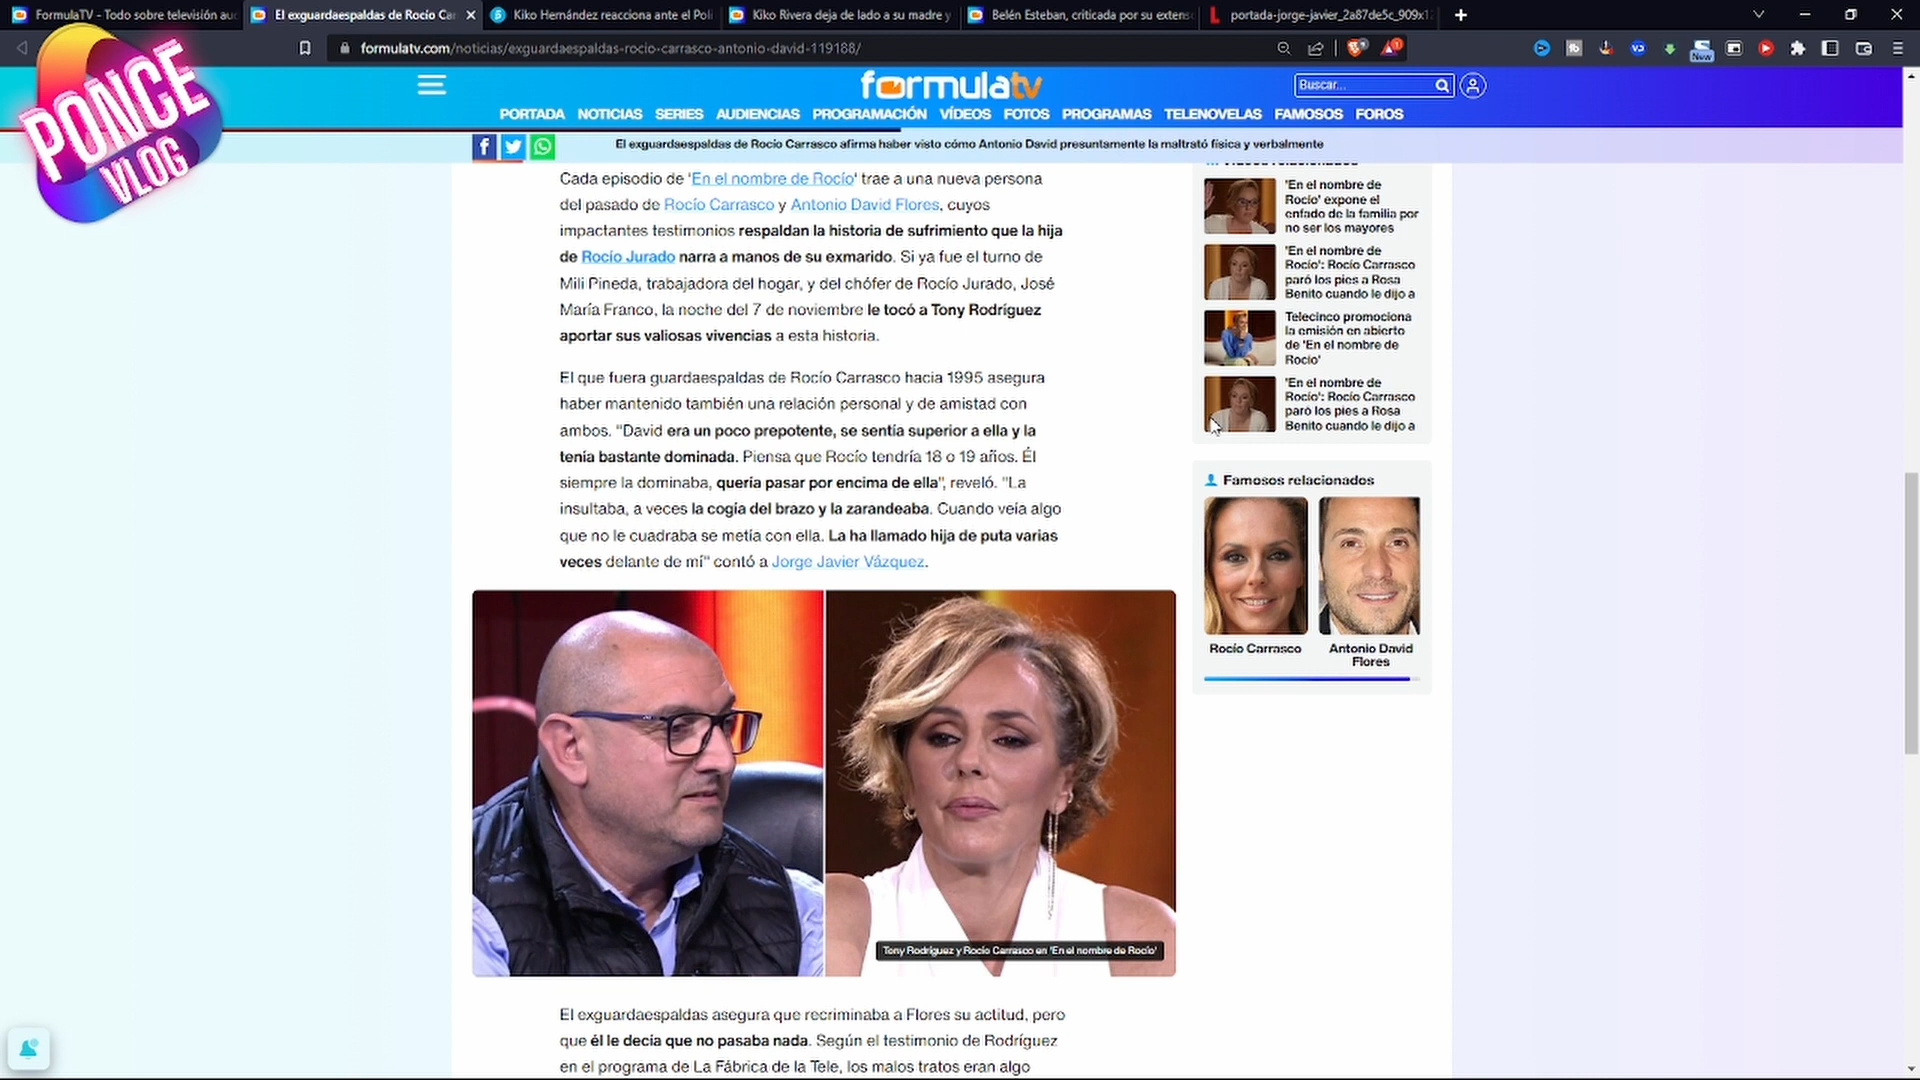 FormulaTV - Todo sobre televisión au
El exguardaespaldas de Rocío Car
Kiko Hernández reacciona ante el Poli
Kiko Rivera deja de lado a su madre y
Belén Esteban, criticada por su extens
portada-jorge-javier_2a87de5c_909x1
formulatv.com/noticias/exguardaespaldas-rocio-carrasco-antonio-david-119188/
New
PONCE
VLOG
formulatv
Buscar...
PORTADA NOTICIAS SERIES AUDIENCIAS PROGRAMACIÓN VÍDEOS FOTOS PROGRAMAS TELENOVELAS FAMOSOS FOROS
El exguardaespaldas de Rocío Carrasco afirma haber visto cómo Antonio David presuntamente la maltrató física y verbalmente
Cada episodio de 'En el nombre de Rocío' trae a una nueva persona
del pasado de Rocío Carrasco y Antonio David Flores, cuyos
impactantes testimonios respaldan la historia de sufrimiento que la hija
de Rocío Jurado narra a manos de su exmarido. Si ya fue el turno de
Mili Pineda, trabajadora del hogar, y del chófer de Rocío Jurado, José
María Franco, la noche del 7 de noviembre le tocó a Tony Rodríguez
aportar sus valiosas vivencias a esta historia.
El que fuera guardaespaldas de Rocío Carrasco hacia 1995 asegura
haber mantenido también una relación personal y de amistad con
ambos. "David era un poco prepotente, se sentía superior a ella y la
tenía bastante dominada. Piensa que Rocío tendría 18 o 19 años. Él
siempre la dominaba, quería pasar por encima de ella", reveló. "La
insultaba, a veces la cogía del brazo y la zarandeaba. Cuando veía algo
que no le cuadraba se metía con ella. La ha llamado hija de puta varias
veces delante de mí" contó a Jorge Javier Vázquez.
Tony Rodríguez y Rocío Carrasco en 'En el nombre de Rocío'
El exguardaespaldas asegura que recriminaba a Flores su actitud, pero
que él le decía que no pasaba nada. Según el testimonio de Rodríguez
en el programa de La Fábrica de la Tele, los malos tratos eran algo
Vídeos relacionados
'En el nombre de
Rocío' expone el
enfado de la familia por
no ser los mayores
'En el nombre de
Rocío': Rocío Carrasco
paró los pies a Rosa
Benito cuando le dijo a
Telecinco promociona
la emisión en abierto
de 'En el nombre de
Rocío'
'En el nombre de
Rocío': Rocío Carrasco
paró los pies a Rosa
Benito cuando le dijo a
Famosos relacionados
Rocío Carrasco
Antonio David
Flores